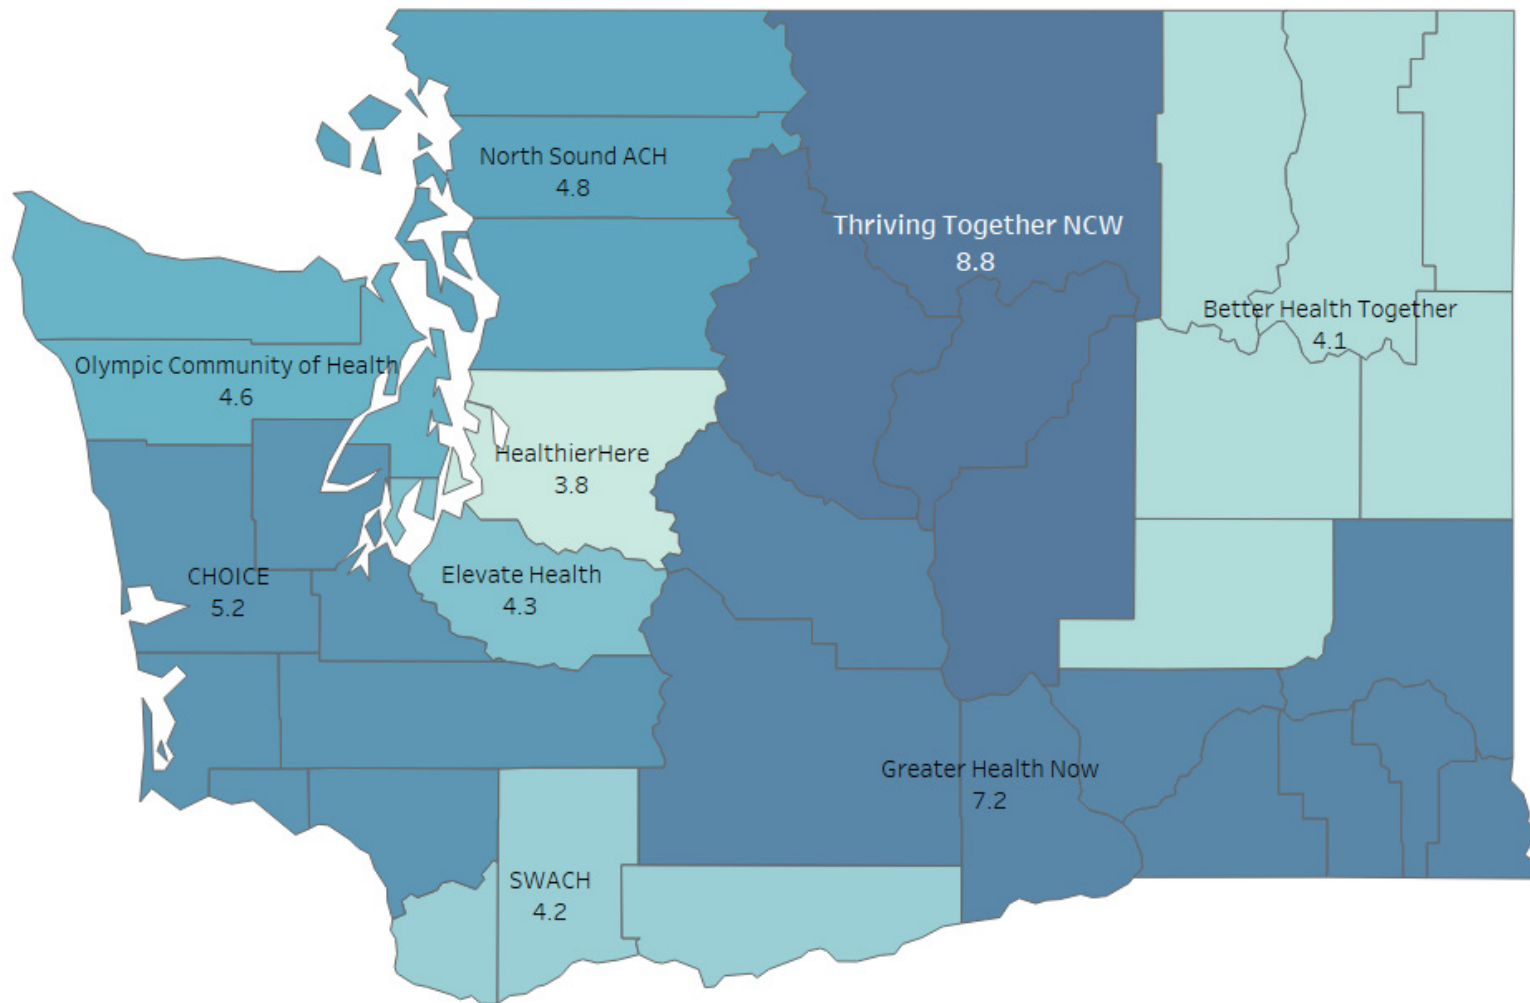 North Sound ACH
4.8
Thriving Together NCW
8.8
Better Health Together
4.1
Olympic Community of Health
4.6
HealthierHere
3.8
CHOICE
5.2
Elevate Health
4.3
Greater Health Now
7.2
SWACH
4.2